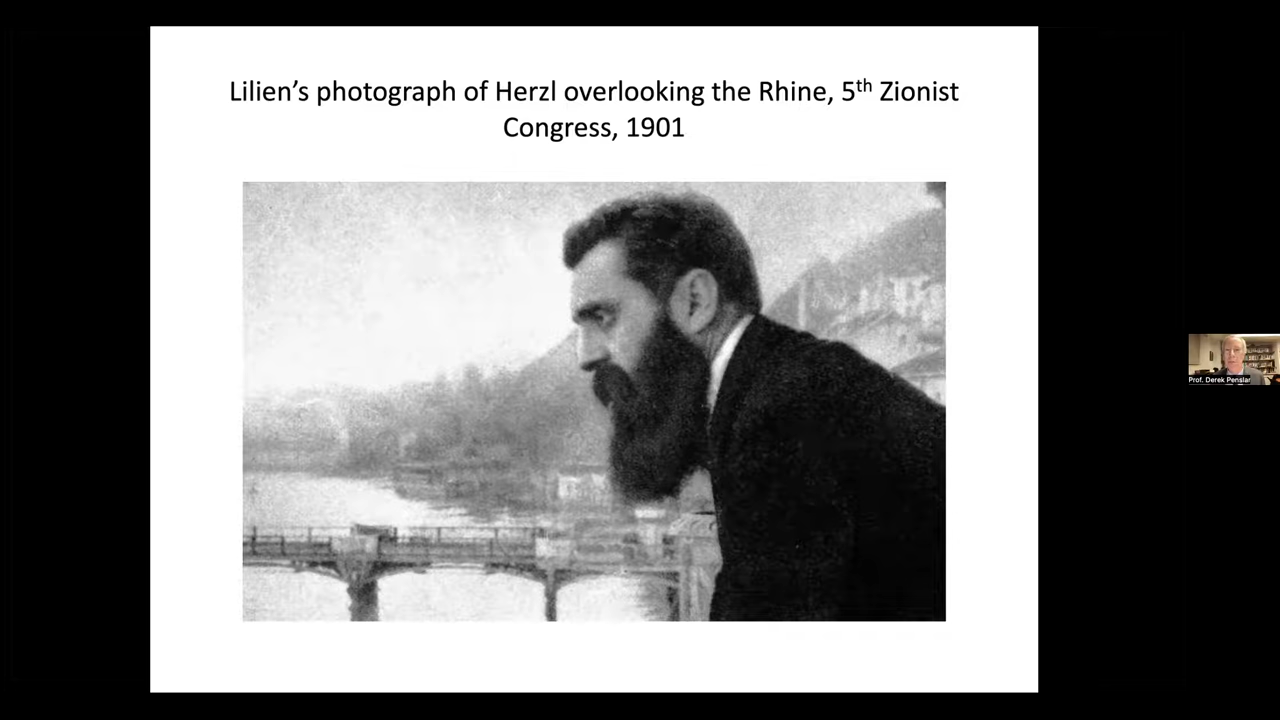 Lilien’s photograph of Herzl overlooking the Rhine, 5th Zionist
Congress, 1901
Prof. Derek Penslar